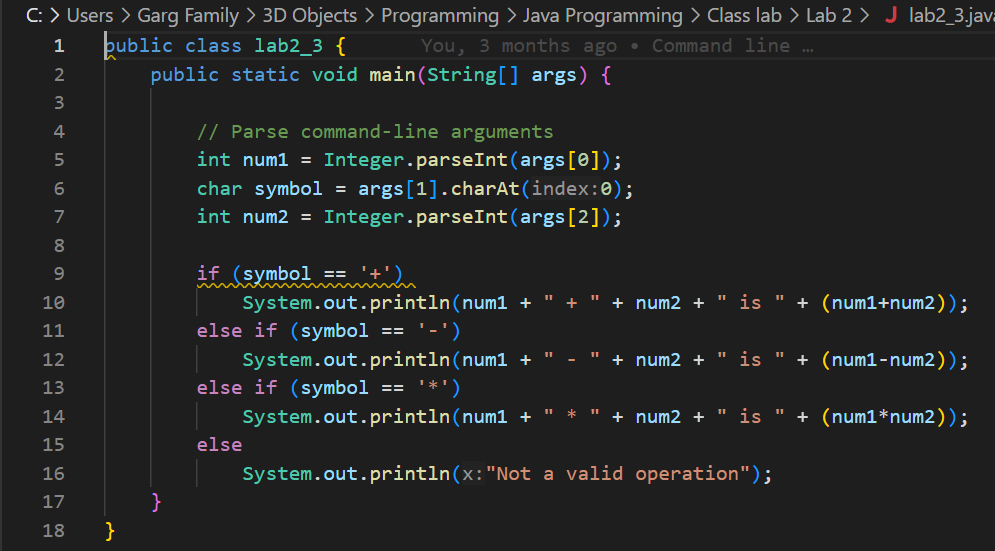 C: > Users > Garg Family > 3D Objects > Programming > Java Programming > Class lab > Lab 2 > J lab2_3.java
1 public class lab2_3 { You, 3 months ago • Command line …
2 public static void main(String[] args) {
3
4 // Parse command-line arguments
5 int num1 = Integer.parseInt(args[0]);
6 char symbol = args[1].charAt(index:0);
7 int num2 = Integer.parseInt(args[2]);
8
9 if (symbol == '+')
10 System.out.println(num1 + " + " + num2 + " is " + (num1+num2));
11 else if (symbol == '-')
12 System.out.println(num1 + " - " + num2 + " is " + (num1-num2));
13 else if (symbol == '*')
14 System.out.println(num1 + " * " + num2 + " is " + (num1*num2));
15 else
16 System.out.println(x:"Not a valid operation");
17 }
18 }